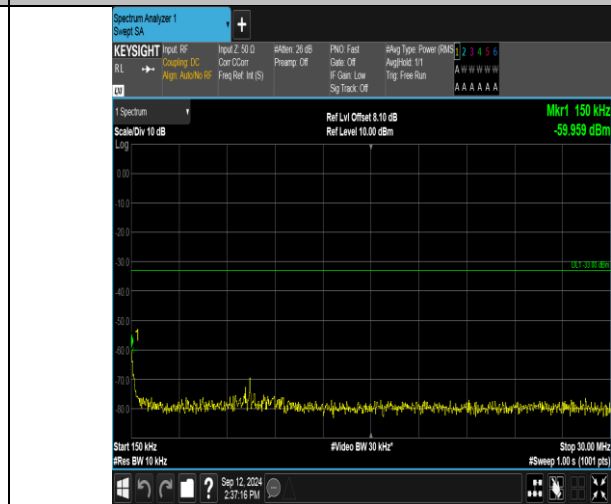 Spectrum Analyzer 1
Swept SA
+
KEYSIGHT
RL
LXI
Input: RF
Coupling: DC
Align: Auto/No RF
Input Z: 50 Ω
Corr CCorr
Freq Ref: Int (S)
#Atten: 26 dB
Preamp: Off
PNO: Fast
Gate: Off
IF Gain: Low
Sig Track: Off
#Avg Type: Power (RMS
Avg|Hold: 1/1
Trig: Free Run
1 2 3 4 5 6
A W W W W W
A A A A A A
1 Spectrum
Scale/Div 10 dB
Log
Ref Lvl Offset 8.10 dB
Ref Level 10.00 dBm
Mkr1 150 kHz
-59.959 dBm
0.00
-10.0
-20.0
-30.0
DL1 -33.00 dBm
-50.0
1
-60.0
-70.0
-80.0
Start 150 kHz
#Res BW 10 kHz
#Video BW 30 kHz*
Stop 30.00 MHz
#Sweep 1.00 s (1001 pts)
?
Sep 12, 2024
2:37:16 PM